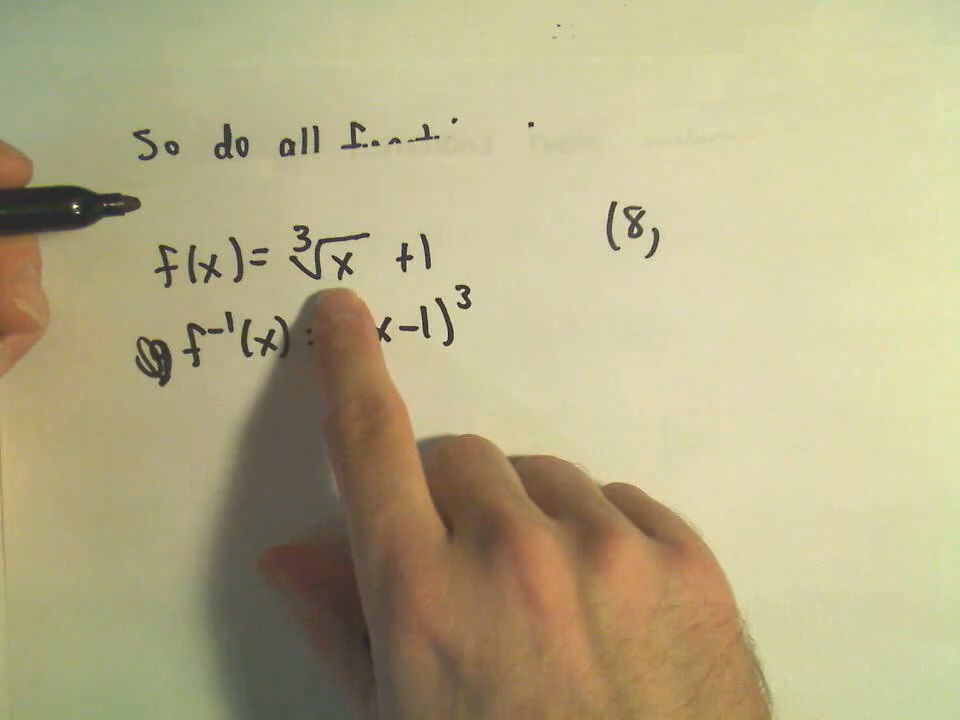 So do all
(8,
f(x) = ∛x +1
f⁻¹(x) = x-1)³